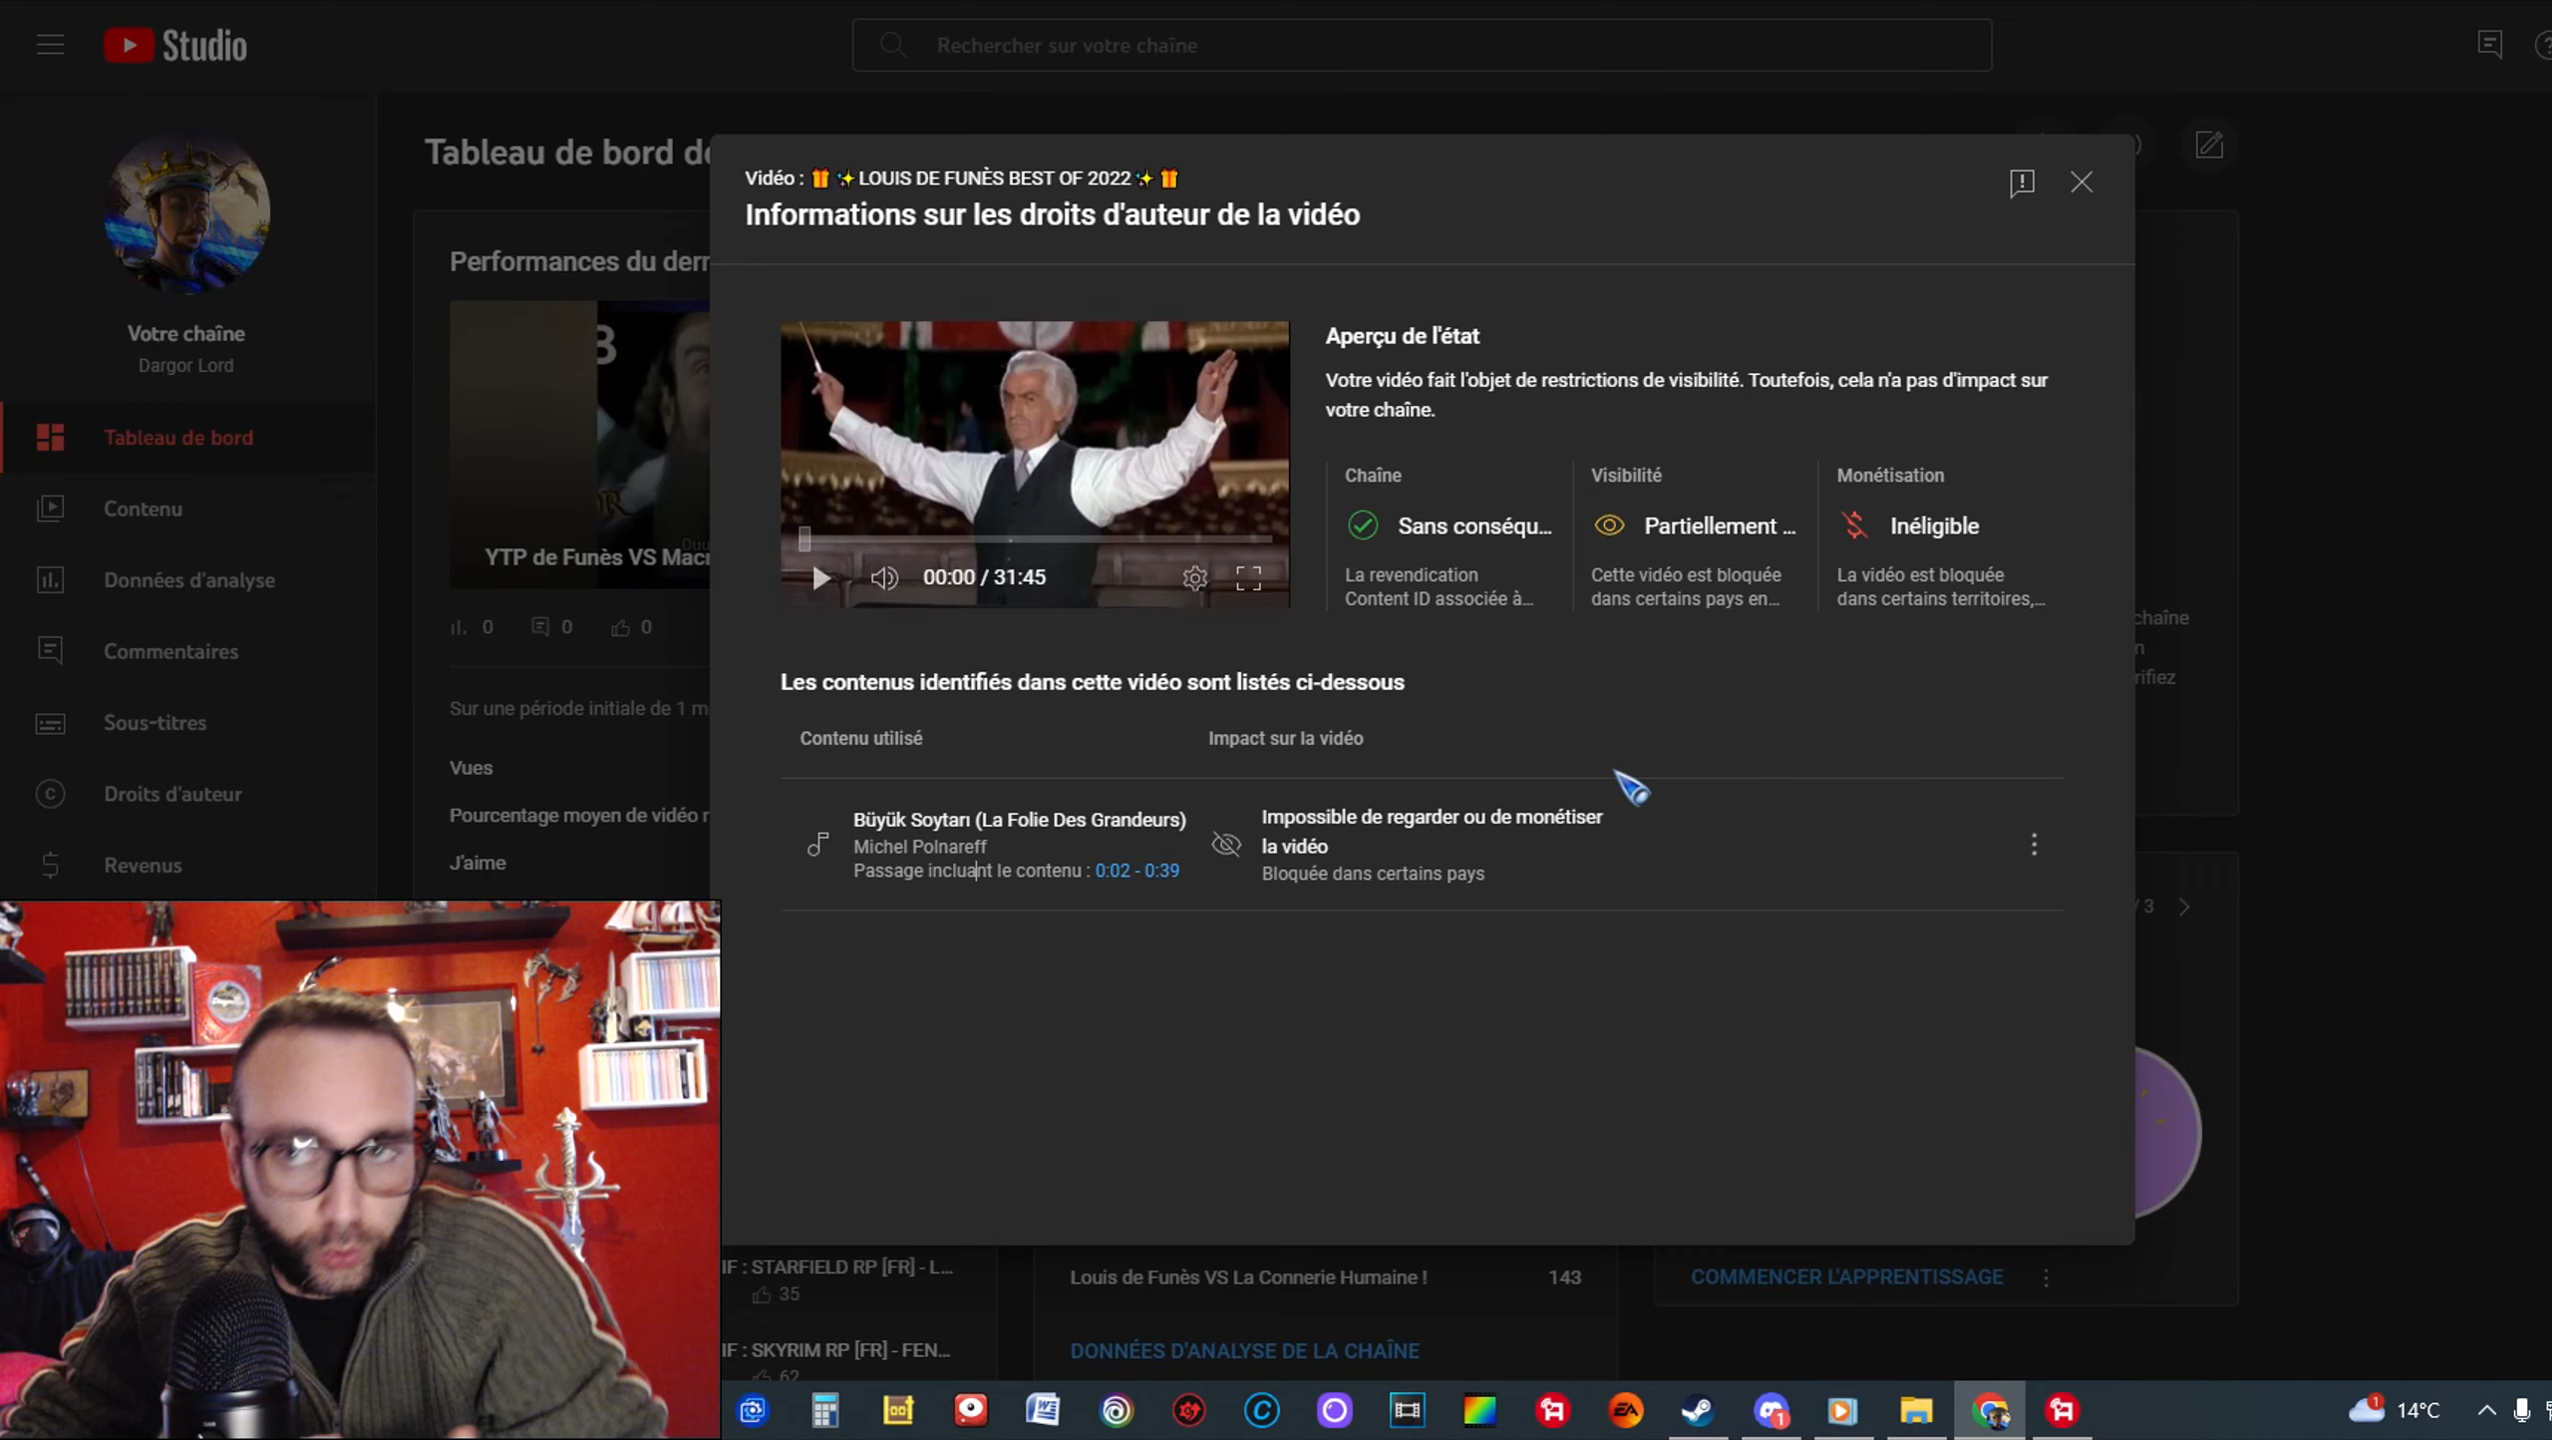 Studio
Rechercher sur votre chaîne
Votre chaîne
Dargor Lord
Tableau de bord
Contenu
Données d'analyse
Commentaires
Sous-titres
Droits d'auteur
Revenus
Tableau de bord d
Performances du derr
YTP de Funès VS Mac
0 0 0
Sur une période initiale de 1 m
Vues
Pourcentage moyen de vidéo r
J'aime
Vidéo : 🎁 ✨LOUIS DE FUNÈS BEST OF 2022✨🎁
Informations sur les droits d'auteur de la vidéo
00:00 / 31:45
Aperçu de l'état
Votre vidéo fait l'objet de restrictions de visibilité. Toutefois, cela n'a pas d'impact sur
votre chaîne.
Chaîne
Sans conséqu...
La revendication
Content ID associée à...
Visibilité
Partiellement ...
Cette vidéo est bloquée
dans certains pays en...
Monétisation
Inéligible
La vidéo est bloquée
dans certains territoires,...
Les contenus identifiés dans cette vidéo sont listés ci-dessous
Contenu utilisé
Impact sur la vidéo
Büyük Soytarı (La Folie Des Grandeurs)
Michel Polnareff
Passage incluant le contenu : 0:02 - 0:39
Impossible de regarder ou de monétiser
la vidéo
Bloquée dans certains pays
chaîne
n
rifiez
/ 3
IF : STARFIELD RP [FR] - L...
35
IF : SKYRIM RP [FR] - FEN...
62
Louis de Funès VS La Connerie Humaine !
143
DONNÉES D'ANALYSE DE LA CHAÎNE
COMMENCER L'APPRENTISSAGE
14°C